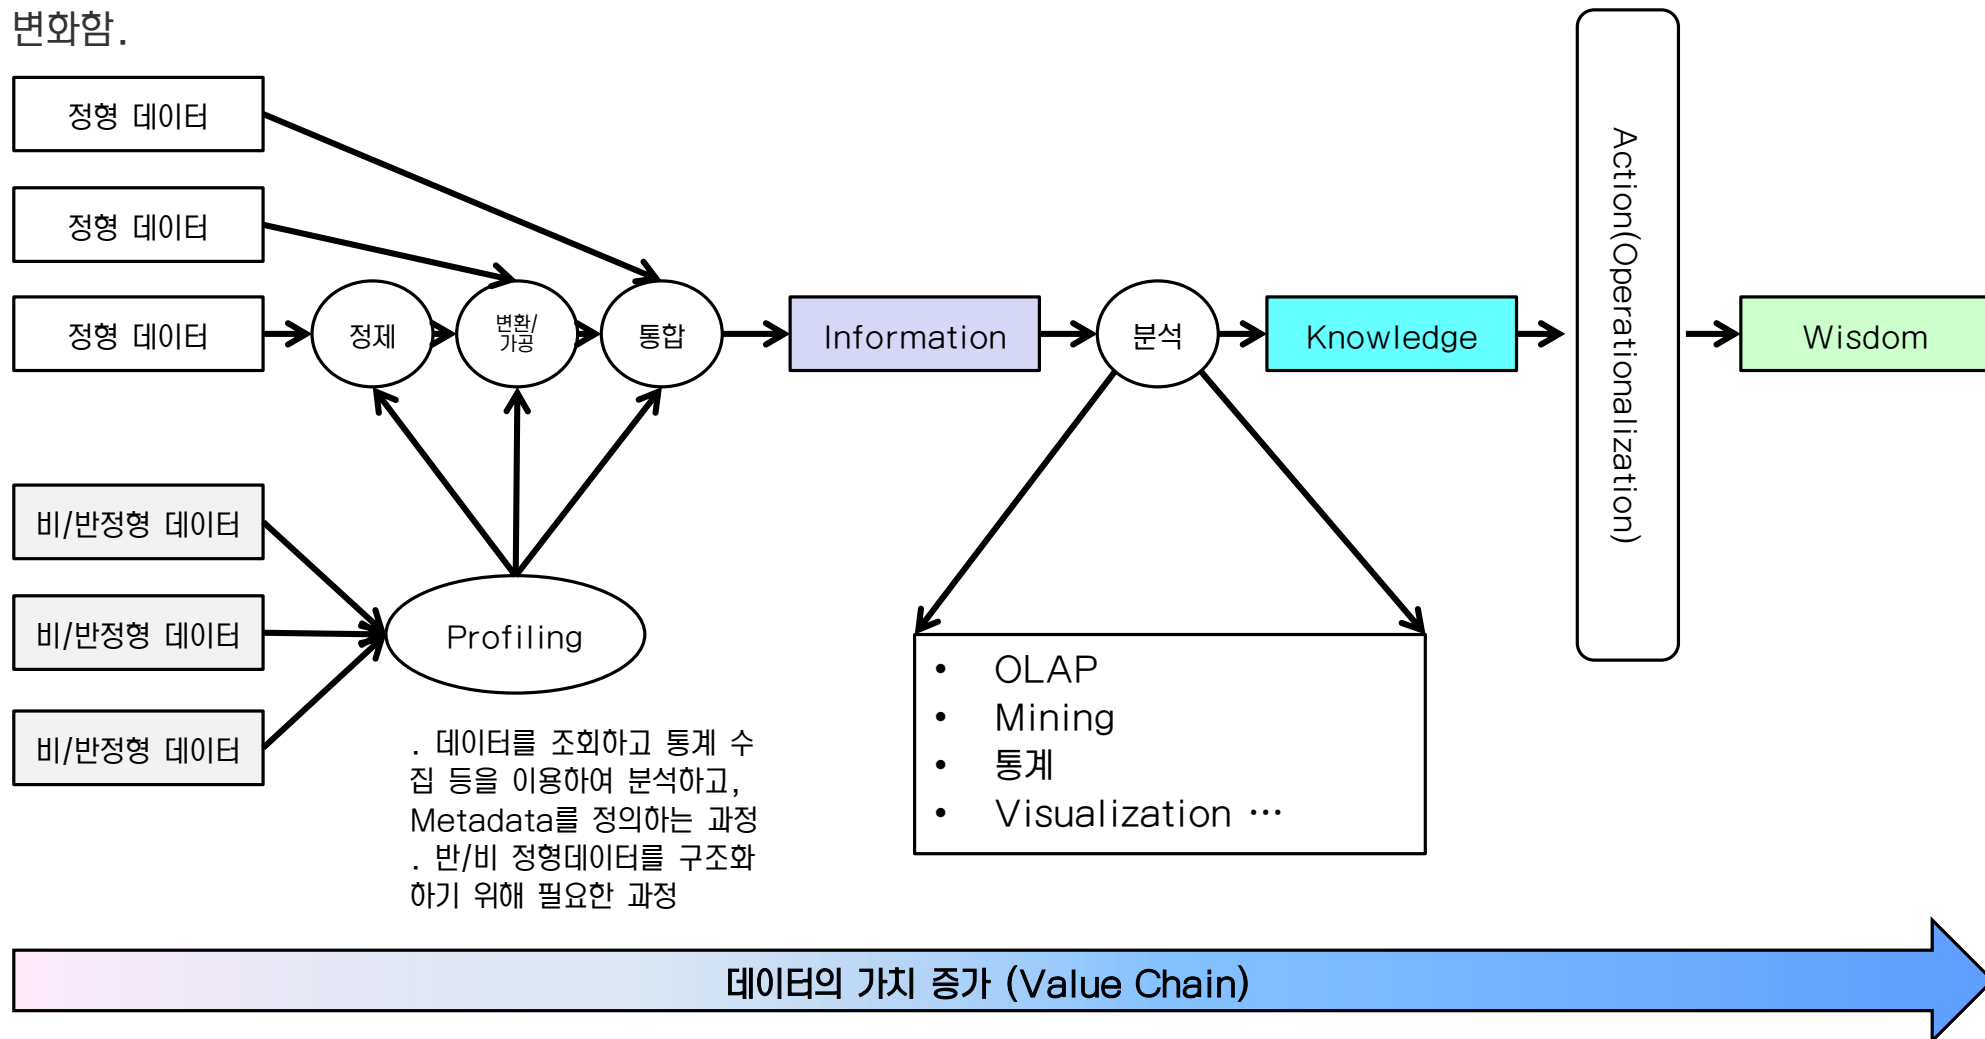 변화함.
정형 데이터
정형 데이터
정형 데이터
정제
변환/
가공
통합
Information
분석
Knowledge
Action(Operationalization)
Wisdom
비/반정형 데이터
비/반정형 데이터
비/반정형 데이터
Profiling
. 데이터를 조회하고 통계 수
집 등을 이용하여 분석하고,
Metadata를 정의하는 과정
. 반/비 정형데이터를 구조화
하기 위해 필요한 과정
• OLAP
• Mining
• 통계
• Visualization …
데이터의 가치 증가 (Value Chain)